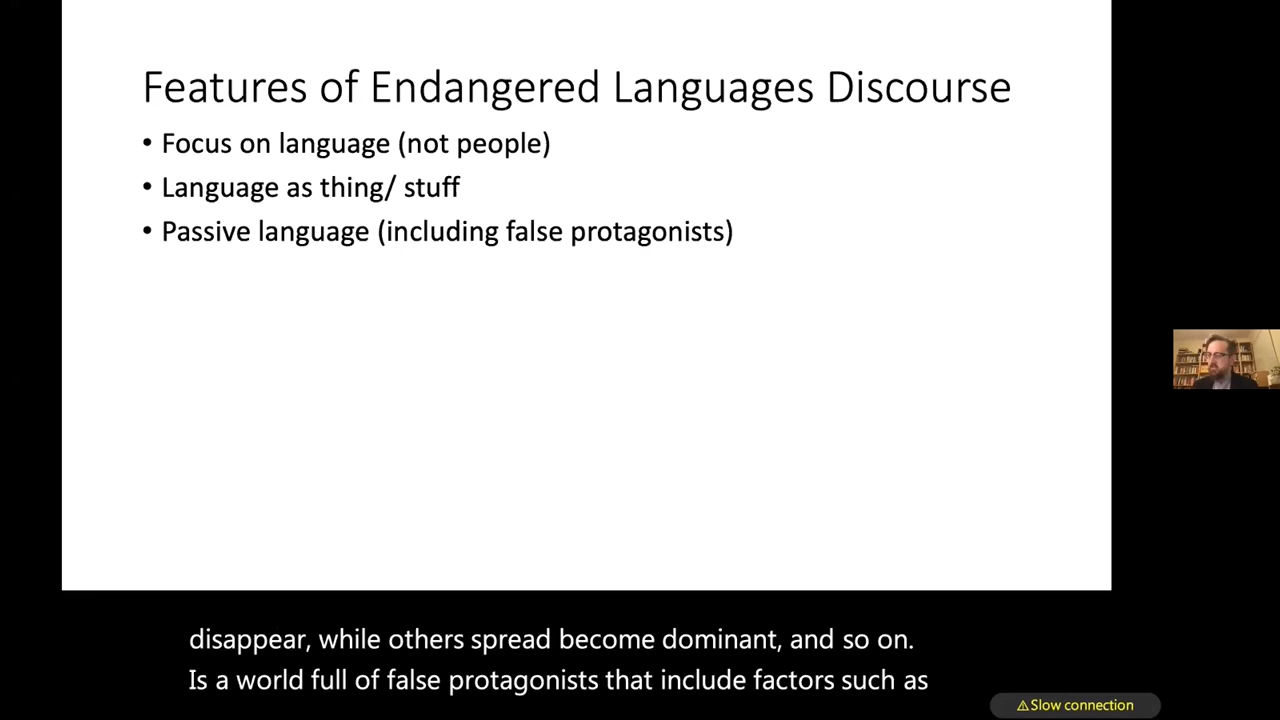 Features of Endangered Languages Discourse
• Focus on language (not people)
• Language as thing/ stuff
• Passive language (including false protagonists)
disappear, while others spread become dominant, and so on.
Is a world full of false protagonists that include factors such as
⚠Slow connection